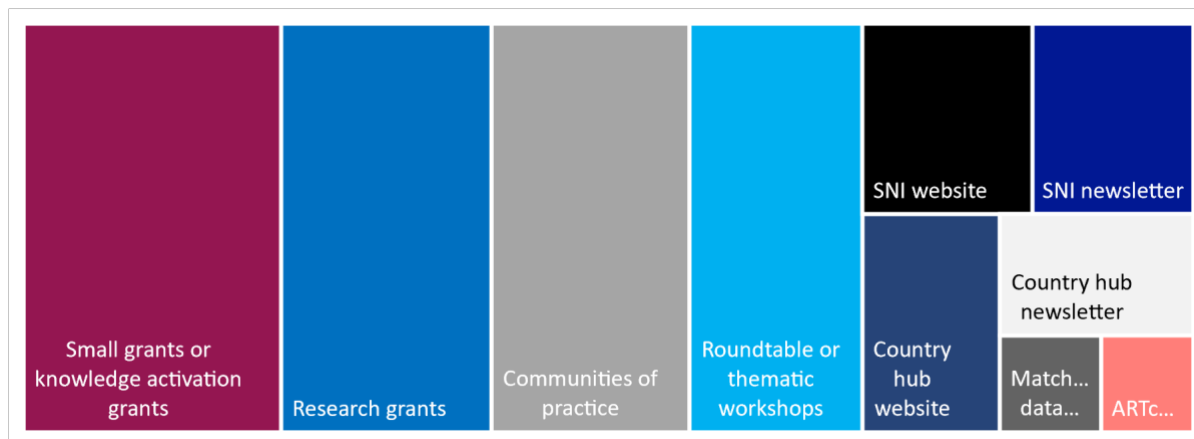 Small grants or
knowledge activation
grants
Research grants
Communities of
practice
Roundtable or
thematic
workshops
SNI website
SNI newsletter
Country
hub
website
Country hub
newsletter
Match...
data...
ARTc...